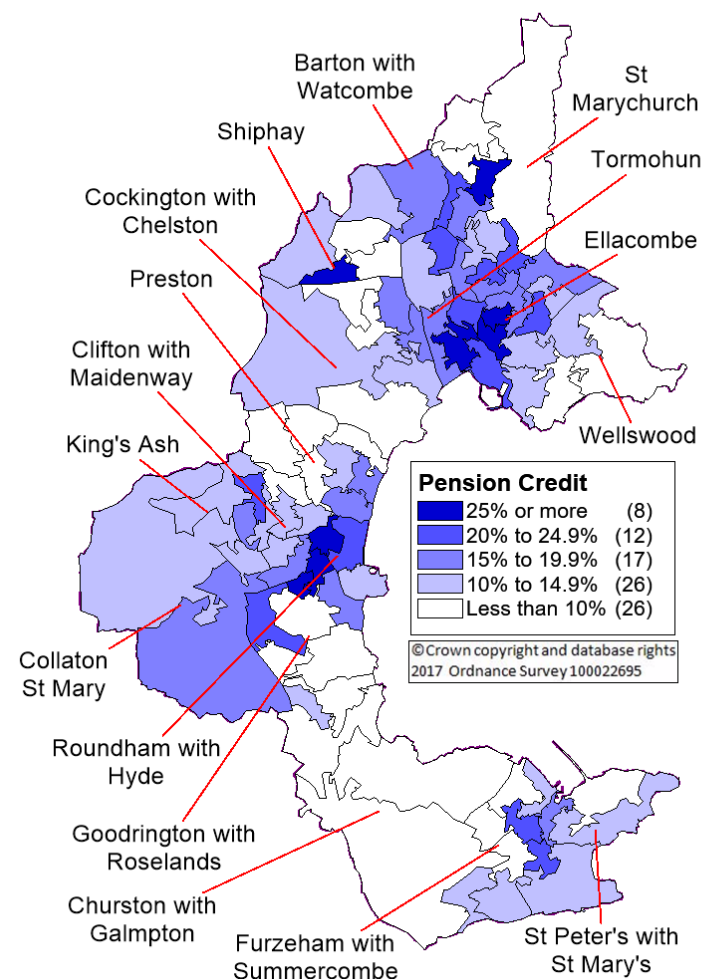 Barton with
Watcombe
St
Marychurch
Shiphay
Tormohun
Cockington with
Chelston
Ellacombe
Preston
Clifton with
Maidenway
Wellswood
King's Ash
Pension Credit
25% or more (8)
20% to 24.9% (12)
15% to 19.9% (17)
10% to 14.9% (26)
Less than 10% (26)
©Crown copyright and database rights
2017 Ordnance Survey 100022695
Collaton
St Mary
Roundham with
Hyde
Goodrington with
Roselands
Churston with
Galmpton
Furzeham with
Summercombe
St Peter's with
St Mary's